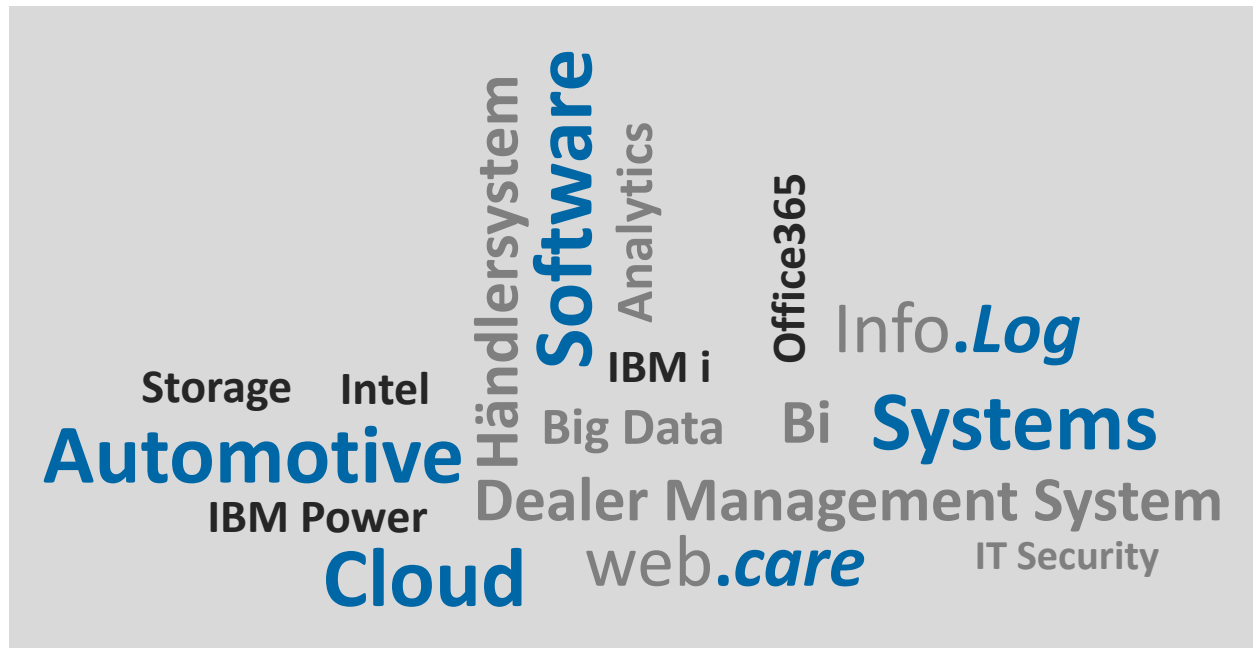 Händlersystem
Software
Analytics
Office365
Info.Log
IBM i
Storage
Intel
Big Data
Bi
Systems
Automotive
Dealer Management System
IBM Power
web.care
IT Security
Cloud